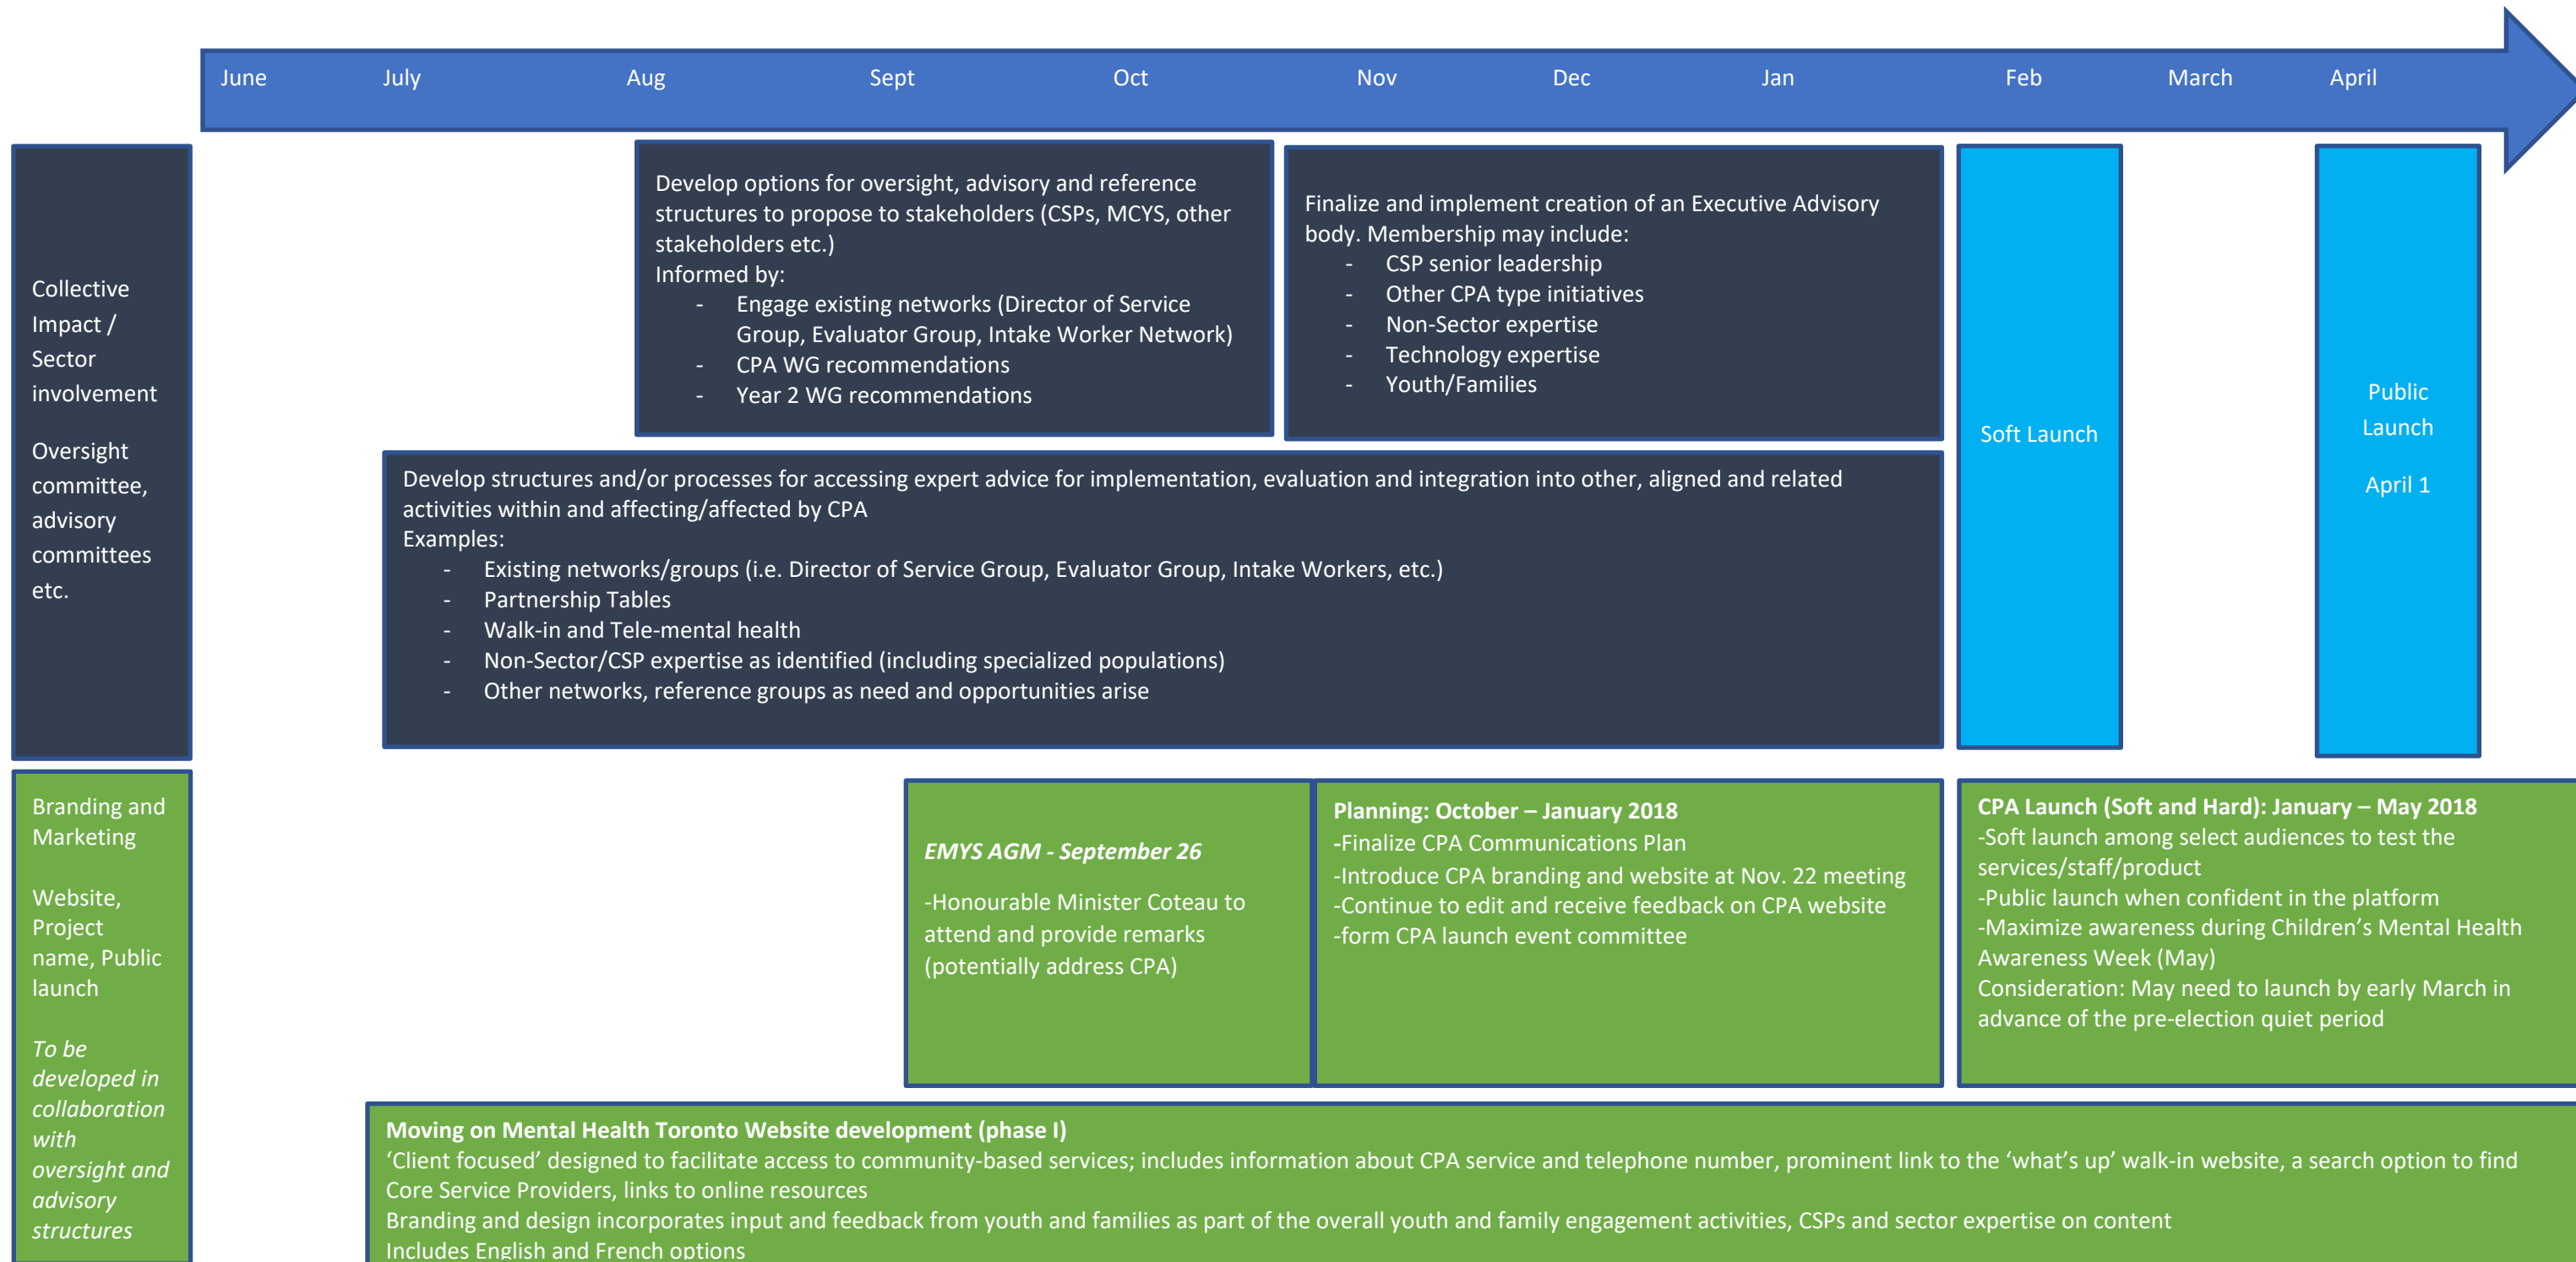 June July Aug Sept Oct Nov Dec Jan Feb March April
Collective
Impact /
Sector
involvement
Oversight
committee,
advisory
committees
etc.
Develop options for oversight, advisory and reference
structures to propose to stakeholders (CSPs, MCYS, other
stakeholders etc.)
Informed by:
- Engage existing networks (Director of Service
Group, Evaluator Group, Intake Worker Network)
- CPA WG recommendations
- Year 2 WG recommendations
Finalize and implement creation of an Executive Advisory
body. Membership may include:
- CSP senior leadership
- Other CPA type initiatives
- Non-Sector expertise
- Technology expertise
- Youth/Families
Develop structures and/or processes for accessing expert advice for implementation, evaluation and integration into other, aligned and related
activities within and affecting/affected by CPA
Examples:
- Existing networks/groups (i.e. Director of Service Group, Evaluator Group, Intake Workers, etc.)
- Partnership Tables
- Walk-in and Tele-mental health
- Non-Sector/CSP expertise as identified (including specialized populations)
- Other networks, reference groups as need and opportunities arise
Soft Launch
Public
Launch
April 1
Branding and
Marketing
Website,
Project
name, Public
launch
To be
developed in
collaboration
with
oversight and
advisory
structures
EMYS AGM - September 26
-Honourable Minister Coteau to
attend and provide remarks
(potentially address CPA)
Planning: October – January 2018
-Finalize CPA Communications Plan
-Introduce CPA branding and website at Nov. 22 meeting
-Continue to edit and receive feedback on CPA website
-form CPA launch event committee
CPA Launch (Soft and Hard): January – May 2018
-Soft launch among select audiences to test the
services/staff/product
-Public launch when confident in the platform
-Maximize awareness during Children's Mental Health
Awareness Week (May)
Consideration: May need to launch by early March in
advance of the pre-election quiet period
Moving on Mental Health Toronto Website development (phase I)
‘Client focused’ designed to facilitate access to community-based services; includes information about CPA service and telephone number, prominent link to the ‘what’s up’ walk-in website, a search option to find
Core Service Providers, links to online resources
Branding and design incorporates input and feedback from youth and families as part of the overall youth and family engagement activities, CSPs and sector expertise on content
Includes English and French options